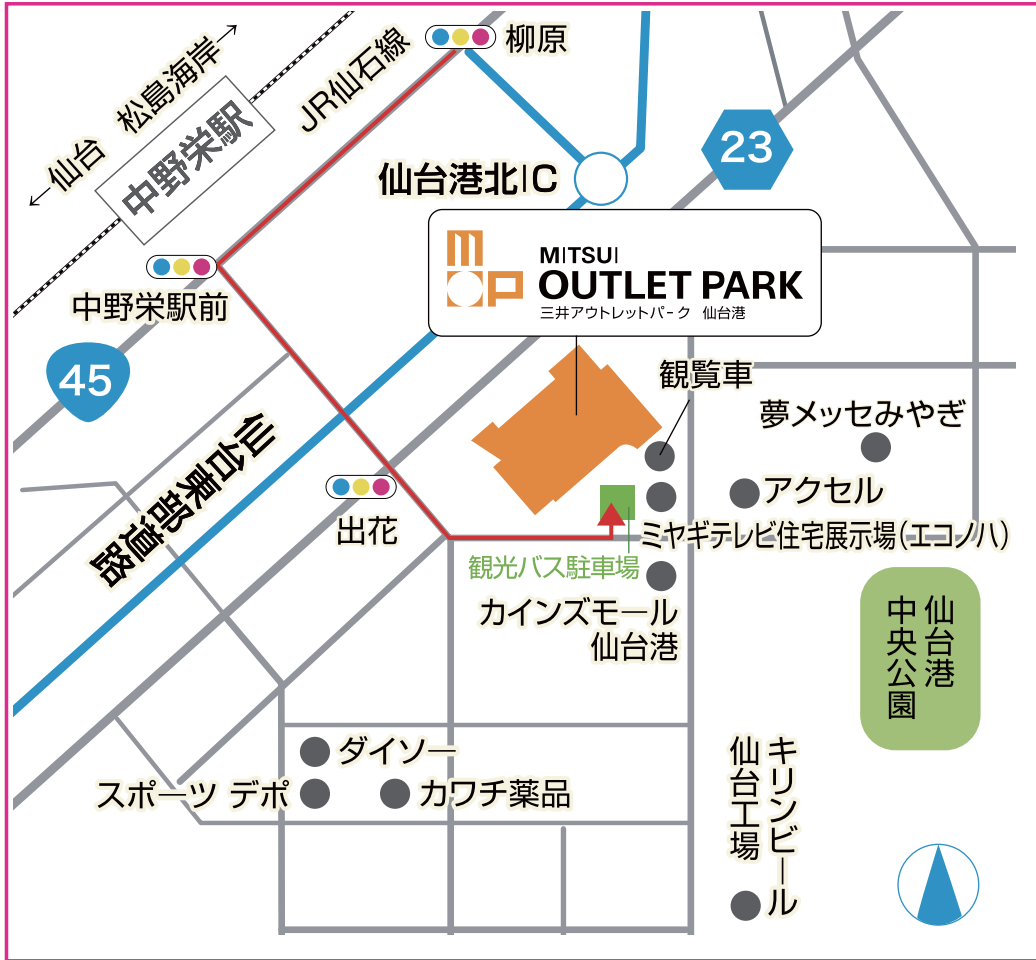 柳原
JR仙石線
松島海岸→
←仙台
中野栄駅
23
仙台港北IC
MITSUI
OUTLET PARK
三井アウトレットパーク 仙台港
中野栄駅前
45
観覧車
夢メッセみやぎ
仙台東部道路
アクセル
出花
ミヤギテレビ住宅展示場(エコノハ)
観光バス駐車場
カインズモール
仙台港
仙台港
中央公園
ダイソー
スポーツ デポ
カワチ薬品
キリンビール
仙台工場